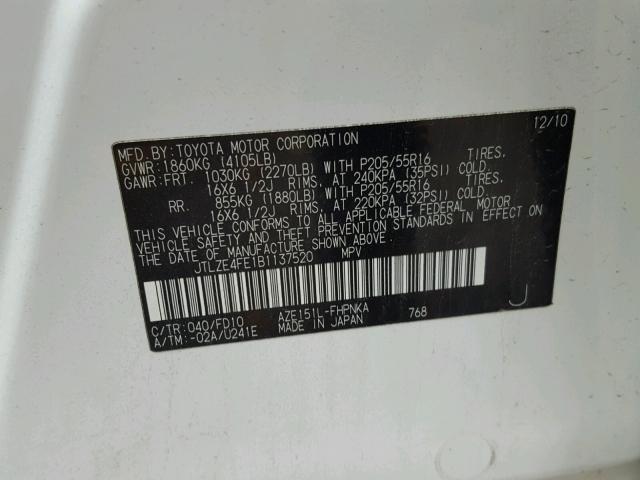 12/10
MFD.BY:TOYOTA MOTOR CORPORATION
GVWR:1860KG (4105LB)
GAWR:FRT. 1030KG (2270LB) WITH P205/55R16 TIRES,
16X6 1/2J RIMS, AT 240KPA (35PSI) COLD.
RR. 855KG (1880LB) WITH P205/55R16 TIRES,
16X6 1/2J RIMS, AT 220KPA (32PSI) COLD.
THIS VEHICLE CONFORMS TO ALL APPLICABLE FEDERAL MOTOR
VEHICLE SAFETY AND THEFT PREVENTION STANDARDS IN EFFECT ON
THE DATE OF MANUFACTURE SHOWN ABOVE.
JTLZE4FE1B1137520 MPV
C/TR:040/FD10 AZE151L-FHPNKA 768
A/TM:-02A/U241E MADE IN JAPAN
J